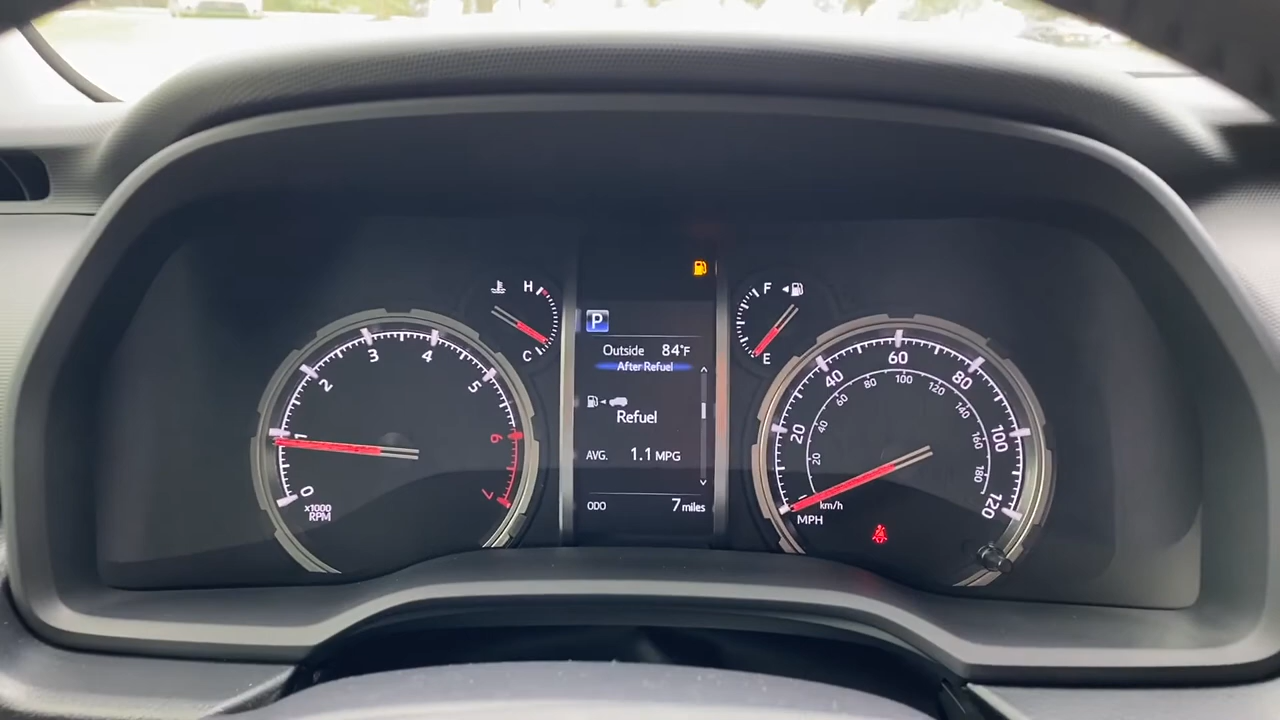 0
1
2
3
4
5
6
7
x1000
RPM
H
C
P
Outside 84°F
After Refuel
Refuel
AVG. 1.1 MPG
ODO 7 miles
F
E
20
40
60
80
100
120
20
40
60
80
100
120
140
160
180
km/h
MPH